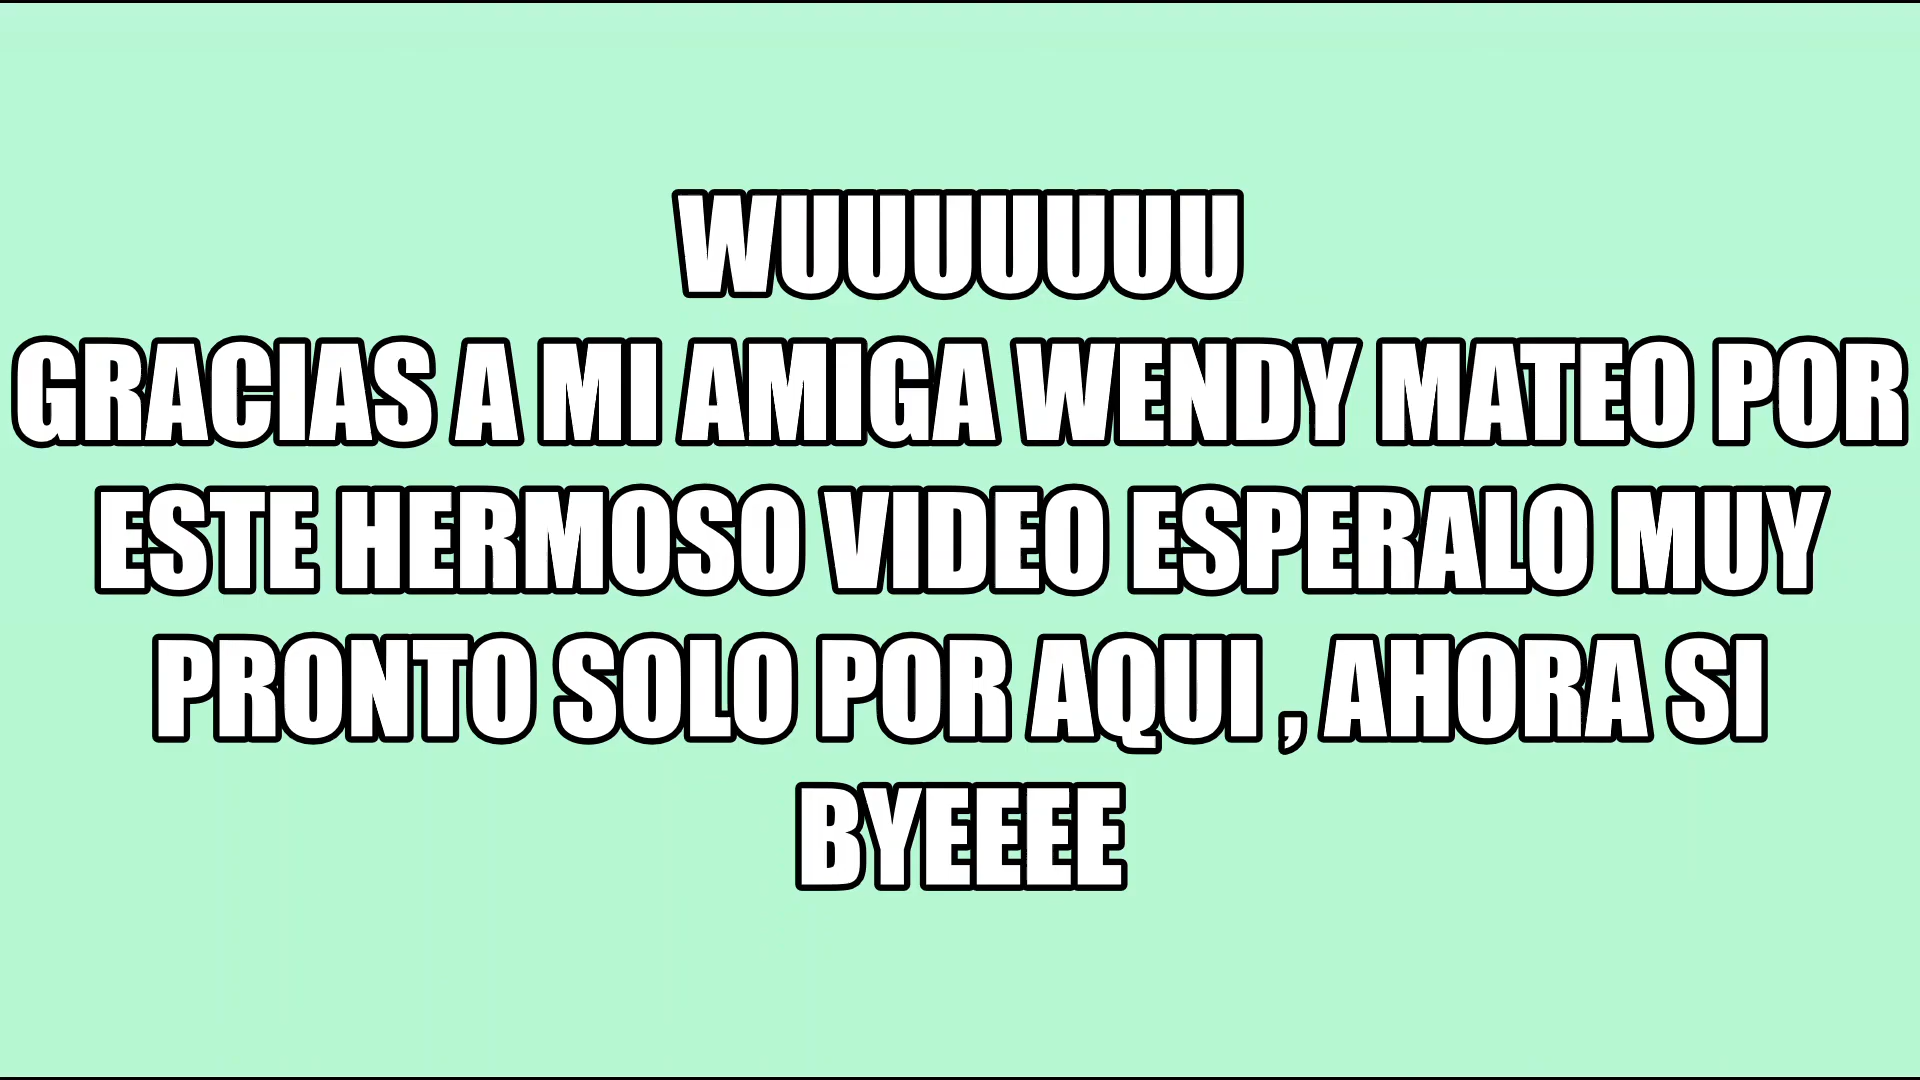 WUUUUUUU
GRACIAS A MI AMIGA WENDY MATEO POR
ESTE HERMOSO VIDEO ESPERALO MUY
PRONTO SOLO POR AQUI , AHORA SI
BYEEEE